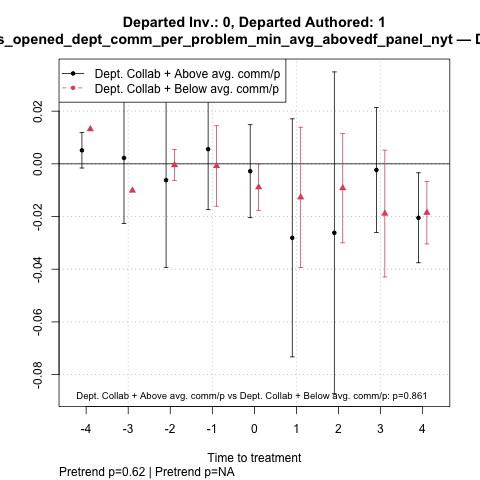 Departed Inv.: 0, Departed Authored: 1
s_opened_dept_comm_per_problem_min_avg_abovedf_panel_nyt — D
Dept. Collab + Above avg. comm/p
Dept. Collab + Below avg. comm/p
0.02
0.00
-0.02
-0.04
-0.06
-0.08
Dept. Collab + Above avg. comm/p vs Dept. Collab + Below avg. comm/p: p=0.861
-4 -3 -2 -1 0 1 2 3 4
Time to treatment
Pretrend p=0.62 | Pretrend p=NA